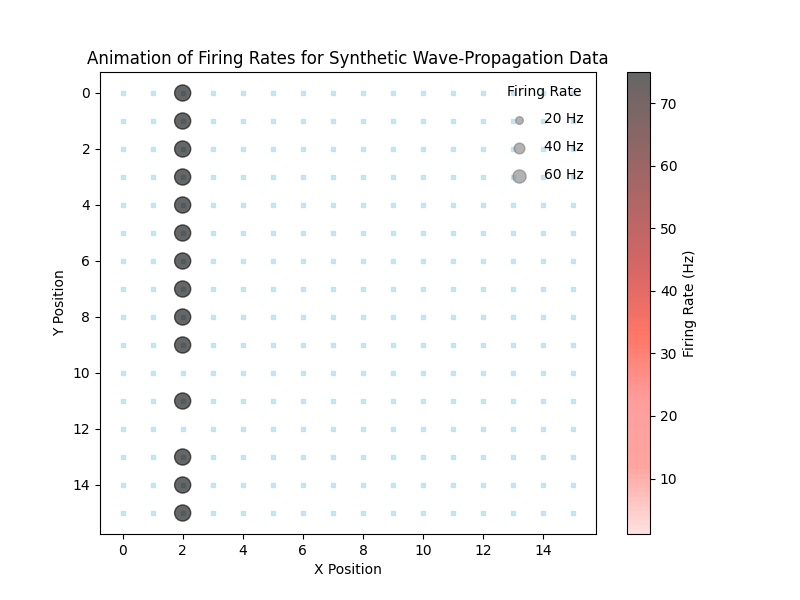 Animation of Firing Rates for Synthetic Wave-Propagation Data
Firing Rate
20 Hz
40 Hz
60 Hz
0
2
4
6
8
10
12
14
Y Position
0 2 4 6 8 10 12 14
X Position
70
60
50
40
30
20
10
Firing Rate (Hz)